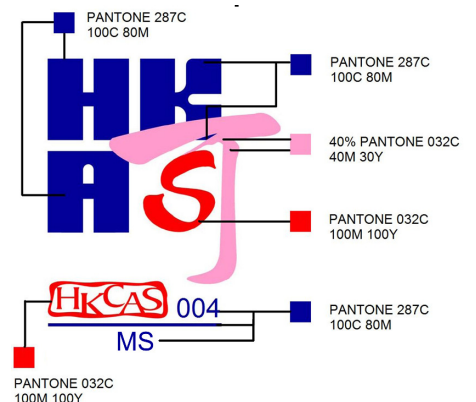 PANTONE 287C
100C 80M
HK
PANTONE 287C
100C 80M
40% PANTONE 032C
40M 30Y
AS
PANTONE 032C
100M 100Y
HKCAS 004
PANTONE 287C
100C 80M
MS
PANTONE 032C
100M 100Y